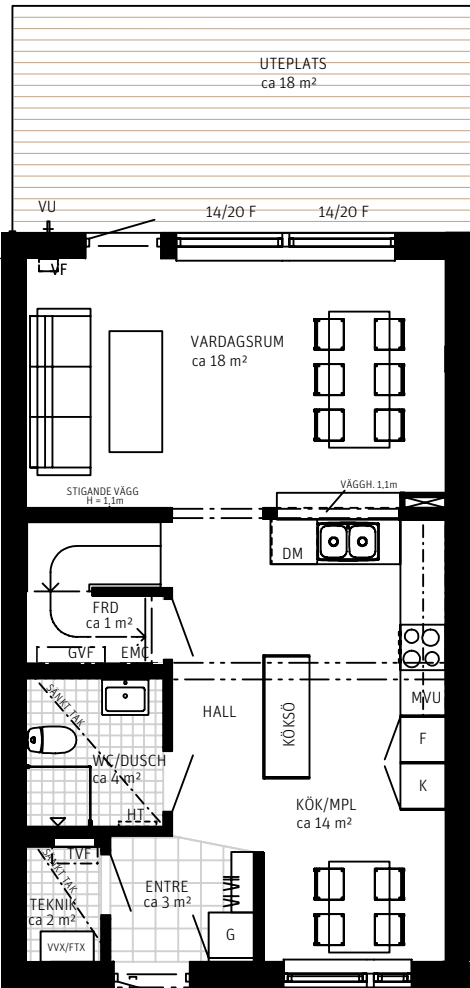 UTEPLATS
ca 18 m²
VU
14/20 F
14/20 F
VF
VARDAGSRUM
ca 18 m²
STIGANDE VÄGG
H = 1,1m
VÄGGH. 1,1m
DM
FRD
ca 1 m²
GVF
EMC
MVU
SÄNKT TAK
HALL
KÖKSÖ
F
WC/DUSCH
ca 4 m²
K
HT
KÖK/MPL
ca 14 m²
TVF
SÄNKT TAK
ENTRE
ca 3 m²
TEKNIK
ca 2 m²
G
VVX/FTX